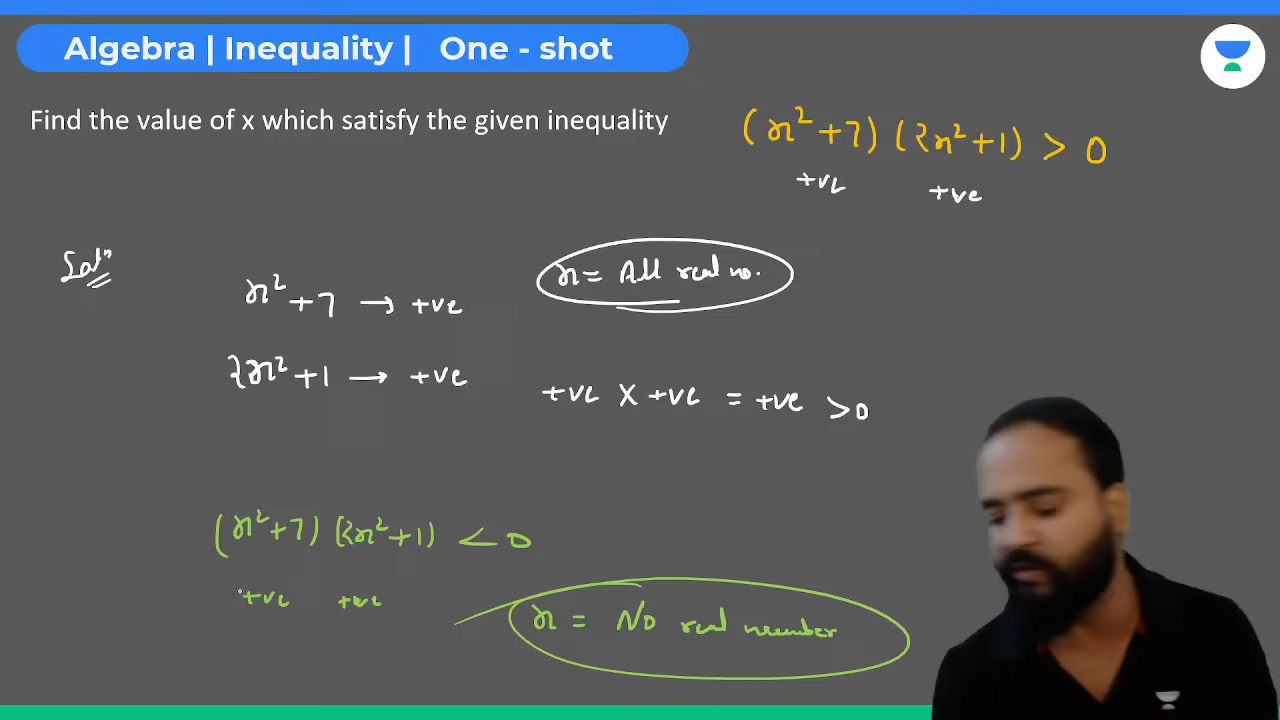 Algebra | Inequality | One - shot
Find the value of x which satisfy the given inequality
(x²+7) (2x²+1) > 0
+ve +ve
Solⁿ
x²+7 → +ve
x = All real no.
2x²+1 → +ve
+ve × +ve = +ve >0
(x²+7) (2x²+1) < 0
+ve +ve
x = No real number